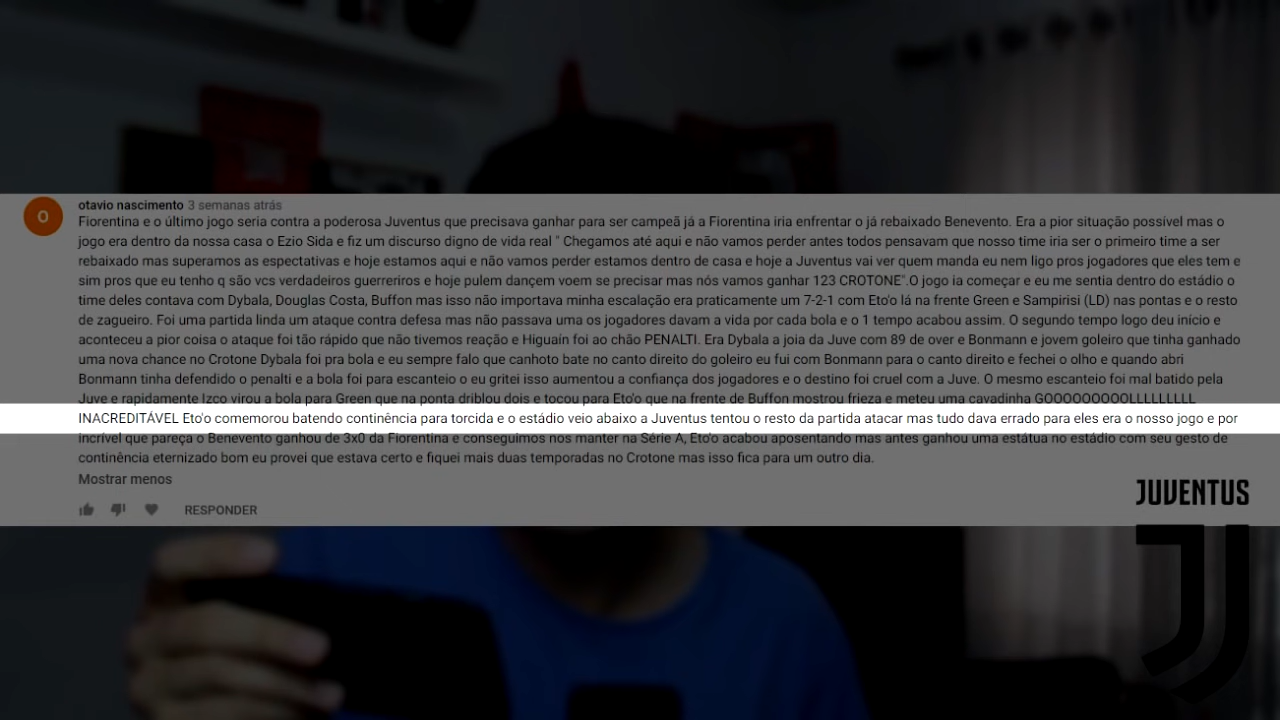 otavio nascimento 3 semanas atrás
O
Fiorentina e o último jogo seria contra a poderosa Juventus que precisava ganhar para ser campeã já a Fiorentina iria enfrentar o já rebaixado Benevento. Era a pior situação possível mas o
jogo era dentro da nossa casa o Ezio Sida e fiz um discurso digno de vida real " Chegamos até aqui e não vamos perder antes todos pensavam que nosso time iria ser o primeiro time a ser
rebaixado mas superamos as espectativas e hoje estamos aqui e não vamos perder estamos dentro de casa e hoje a Juventus vai ver quem manda eu nem ligo pros jogadores que eles tem e
sim pros que eu tenho q são vcs verdadeiros guerreriros e hoje pulem dançem voem se precisar mas nós vamos ganhar 123 CROTONE".O jogo ia começar e eu me sentia dentro do estádio o
time deles contava com Dybala, Douglas Costa, Buffon mas isso não importava minha escalação era praticamente um 7-2-1 com Eto'o lá na frente Green e Sampirisi (LD) nas pontas e o resto
de zagueiro. Foi uma partida linda um ataque contra defesa mas não passava uma os jogadores davam a vida por cada bola e o 1 tempo acabou assim. O segundo tempo logo deu início e
aconteceu a pior coisa o ataque foi tão rápido que não tivemos reação e Higuaín foi ao chão PENALTI. Era Dybala a joia da Juve com 89 de over e Bonmann e jovem goleiro que tinha ganhado
uma nova chance no Crotone Dybala foi pra bola e eu sempre falo que canhoto bate no canto direito do goleiro eu fui com Bonmann para o canto direito e fechei o olho e quando abri
Bonmann tinha defendido o penalti e a bola foi para escanteio o eu gritei isso aumentou a confiança dos jogadores e o destino foi cruel com a Juve. O mesmo escanteio foi mal batido pela
Juve e rapidamente Izco virou a bola para Green que na ponta driblou dois e tocou para Eto'o que na frente de Buffon mostrou frieza e meteu uma cavadinha GOOOOOOOOOLLLLLLLLL
INACREDITÁVEL Eto'o comemorou batendo continência para torcida e o estádio veio abaixo a Juventus tentou o resto da partida atacar mas tudo dava errado para eles era o nosso jogo e por
incrível que pareça o Benevento ganhou de 3x0 da Fiorentina e conseguimos nos manter na Série A, Eto'o acabou aposentando mas antes ganhou uma estátua no estádio com seu gesto de
continência eternizado bom eu provei que estava certo e fiquei mais duas temporadas no Crotone mas isso fica para um outro dia.
Mostrar menos
RESPONDER
JUVENTUS